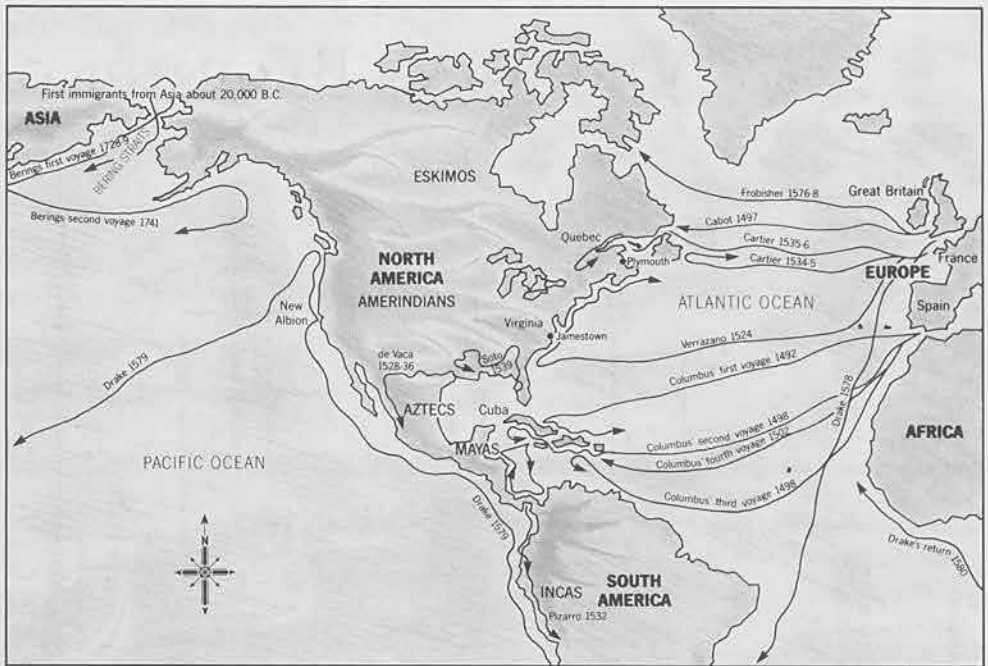 First immigrants from Asia about 20,000 B.C.
ASIA
Berings first voyage 1728-9
BERING STRAITS
Berings second voyage 1741
ESKIMOS
Frobisher 1576-8
Great Britain
Cabot 1497
Quebec
Cartier 1535-6
Plymouth
Cartier 1534-5
France
EUROPE
NORTH
AMERICA
AMERINDIANS
ATLANTIC OCEAN
Spain
New
Albion
Virginia
Jamestown
Verrazano 1524
de Vaca
1528-36
Soto
1539
Drake 1579
Columbus' first voyage 1492
Drake 1578
AZTECS
Cuba
Columbus' second voyage 1498
AFRICA
MAYAS
Columbus' fourth voyage 1502
PACIFIC OCEAN
Columbus' third voyage 1498
Drake 1579
Drake's return 1580
N
INCAS
SOUTH
AMERICA
Pizarro 1532